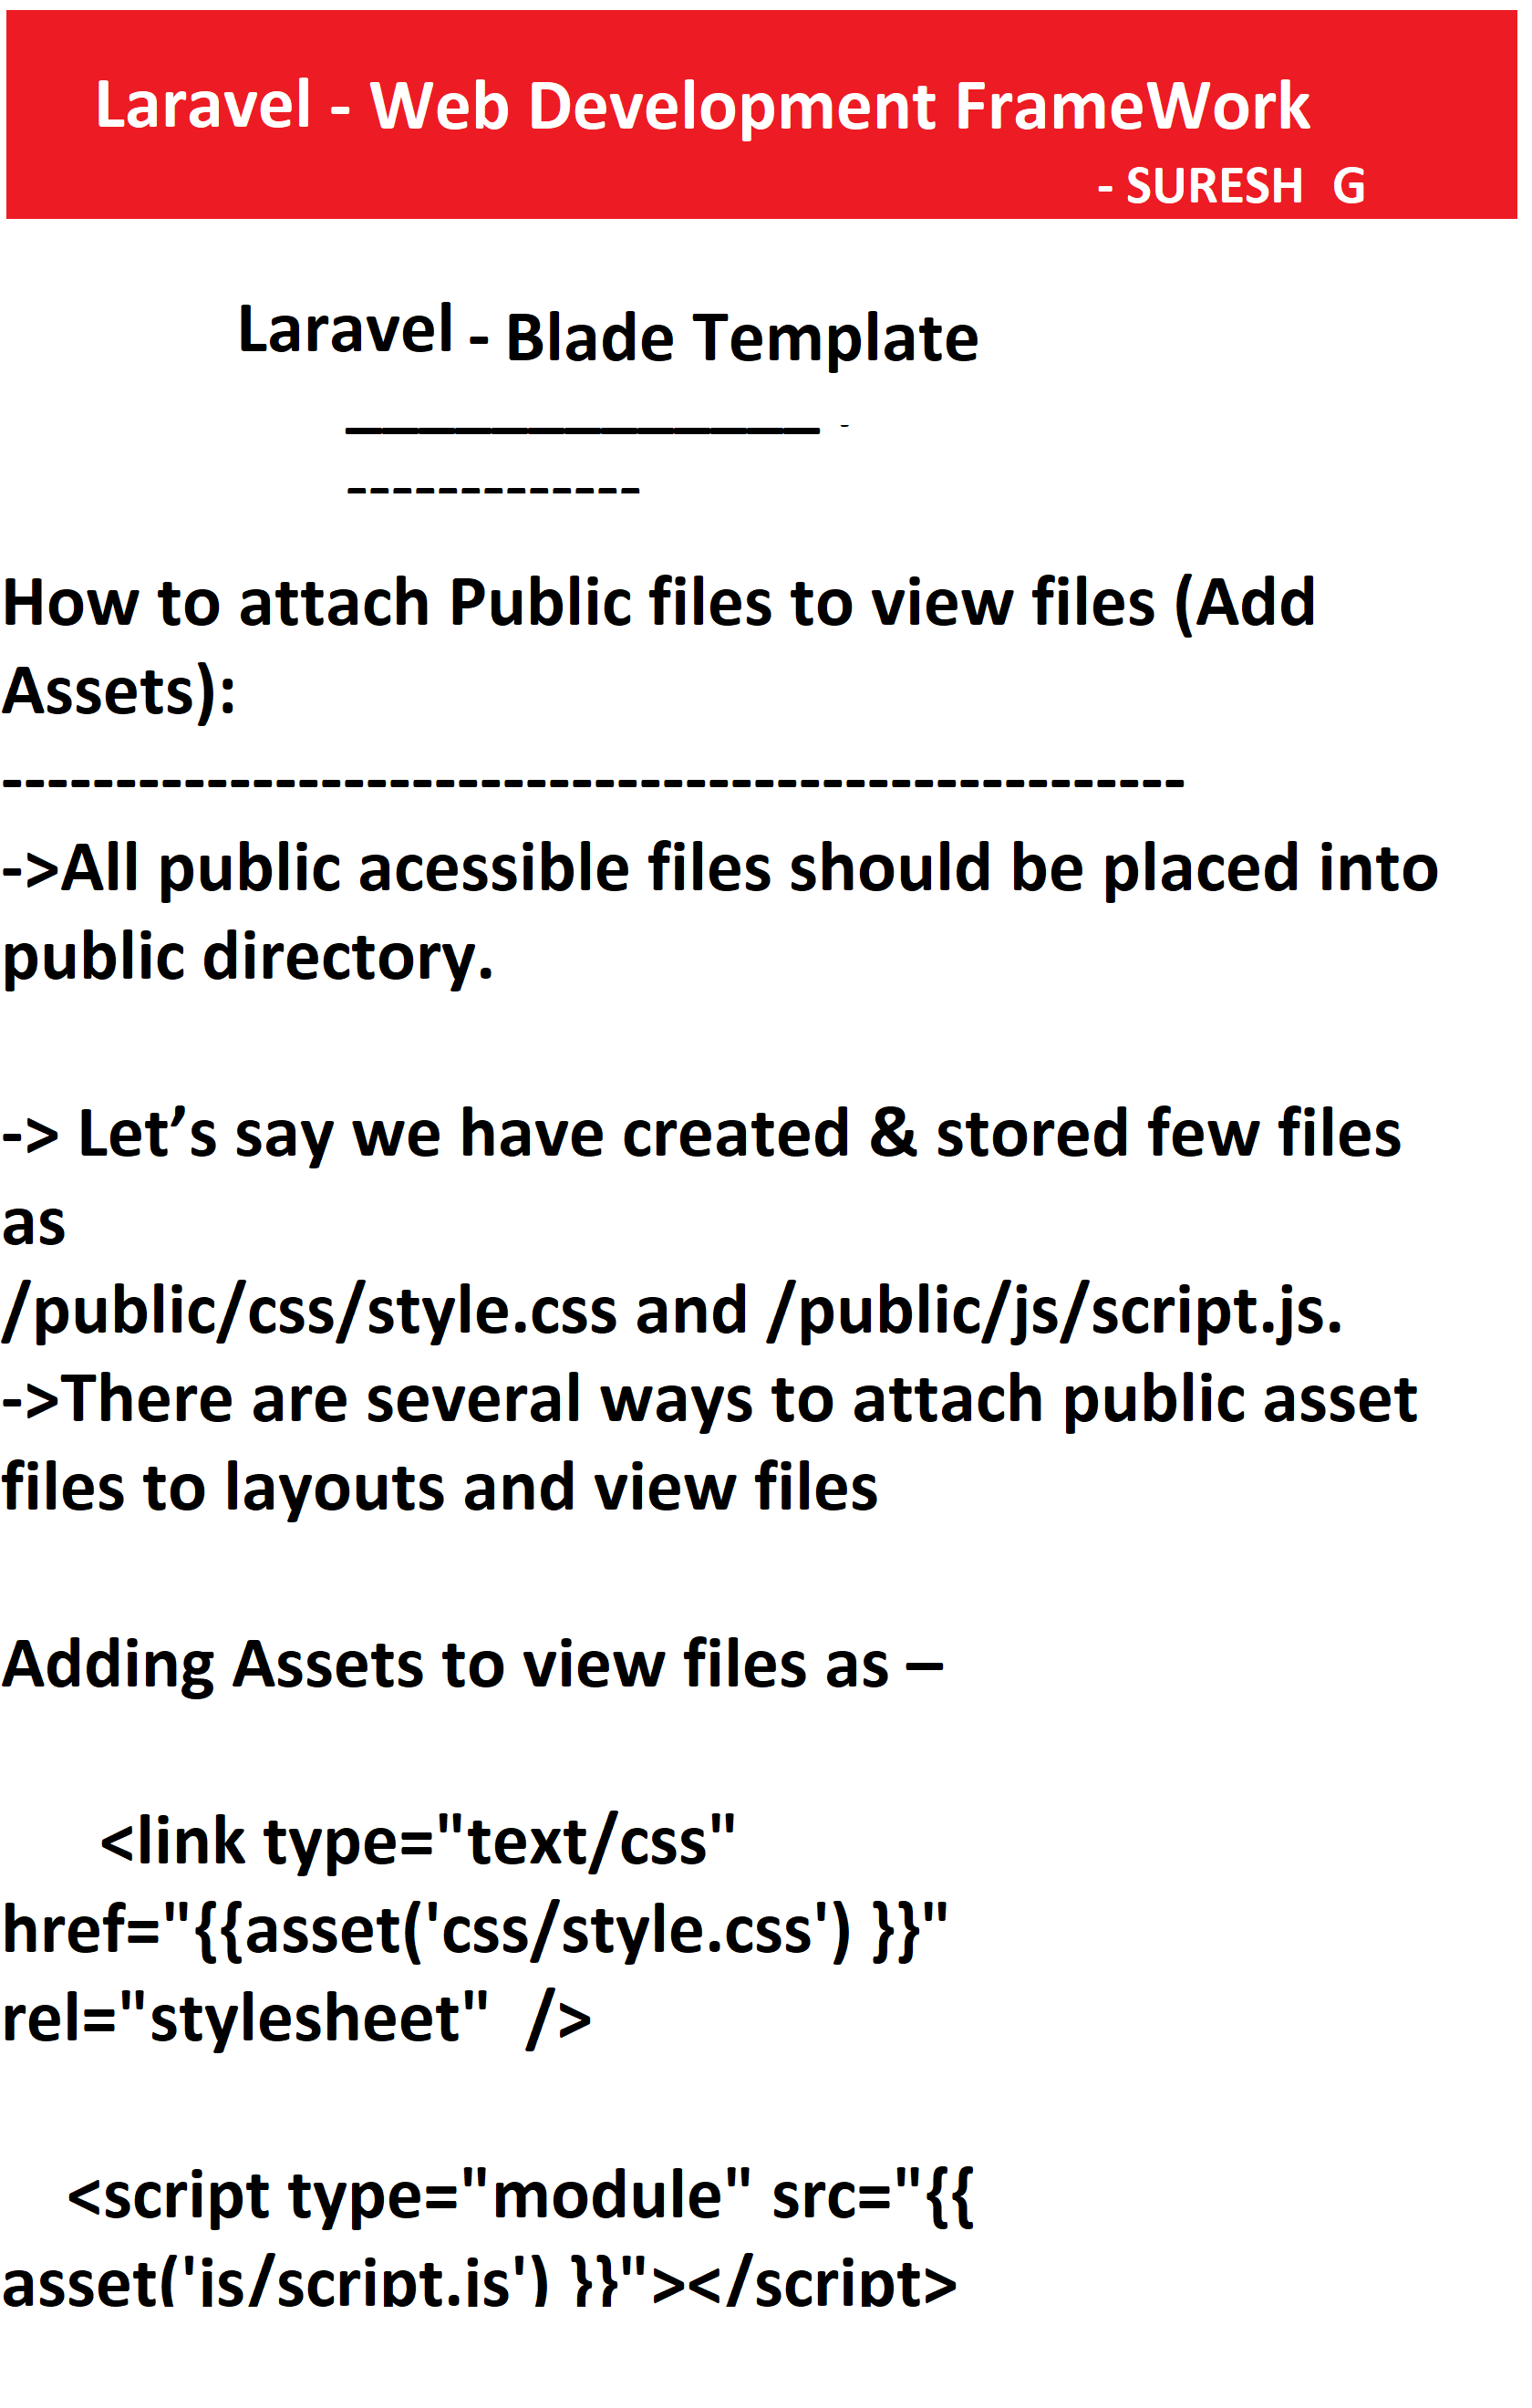 Laravel - Web Development FrameWork
- SURESH G
Laravel - Blade Template
_____________ -
-------------
How to attach Public files to view files (Add
Assets):
----------------------------------------------------
->All public acessible files should be placed into
public directory.
-> Let’s say we have created & stored few files
as
/public/css/style.css and /public/js/script.js.
->There are several ways to attach public asset
files to layouts and view files
Adding Assets to view files as –
<link type="text/css"
href="{{asset('css/style.css') }}"
rel="stylesheet"  />
<script type="module" src="{{
asset('js/script.js') }}"></script>